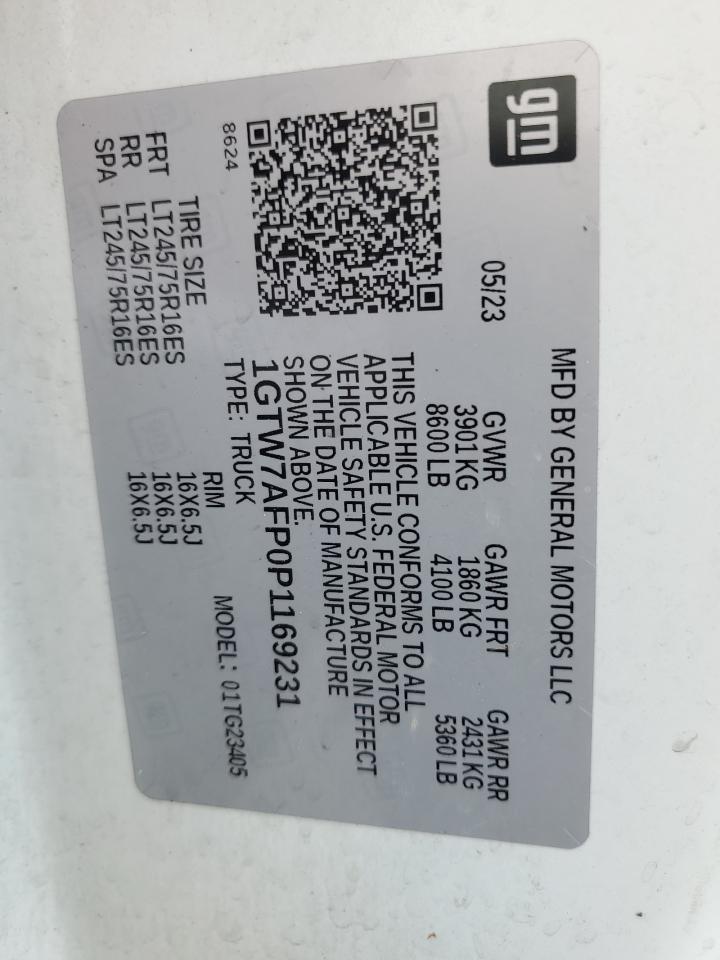 gm
MFD BY GENERAL MOTORS LLC
05/23
GVWR GAWR FRT GAWR RR
3901 KG 1860 KG 2431 KG
8600 LB 4100 LB 5360 LB
THIS VEHICLE CONFORMS TO ALL
APPLICABLE U.S. FEDERAL MOTOR
VEHICLE SAFETY STANDARDS IN EFFECT
ON THE DATE OF MANUFACTURE
SHOWN ABOVE.
1GTW7AFP0P1169231
8624
TYPE: TRUCK MODEL: 01TG23405
TIRE SIZE RIM
FRT LT245/75R16ES 16X6.5J
RR LT245/75R16ES 16X6.5J
SPA LT245/75R16ES 16X6.5J